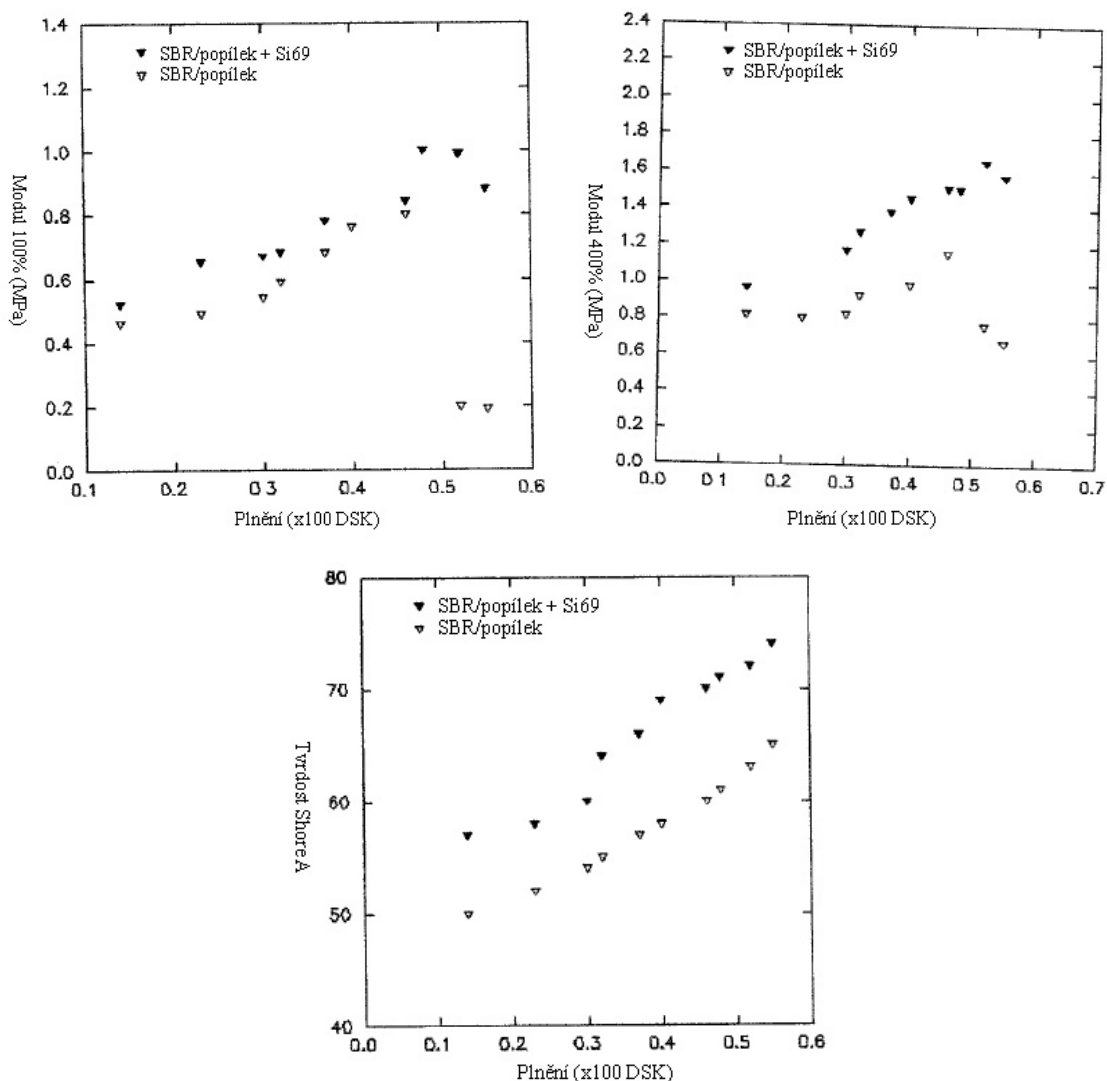 1.4
1.2
1.0
0.8
0.6
0.4
0.2
0.0
Modul 100% (MPa)
SBR/popílek + Si69
SBR/popílek
0.1 0.2 0.3 0.4 0.5 0.6
Plnění (x100 DSK)
2.4
2.2
2.0
1.8
1.6
1.4
1.2
1.0
0.8
0.6
0.4
0.2
0.0
Modul 400% (MPa)
SBR/popílek + Si69
SBR/popílek
0.0 0.1 0.2 0.3 0.4 0.5 0.6 0.7
Plnění (x100 DSK)
80
70
60
50
40
Tvrdost Shore A
SBR/popílek + Si69
SBR/popílek
0.0 0.1 0.2 0.3 0.4 0.5 0.6
Plnění (x100 DSK)